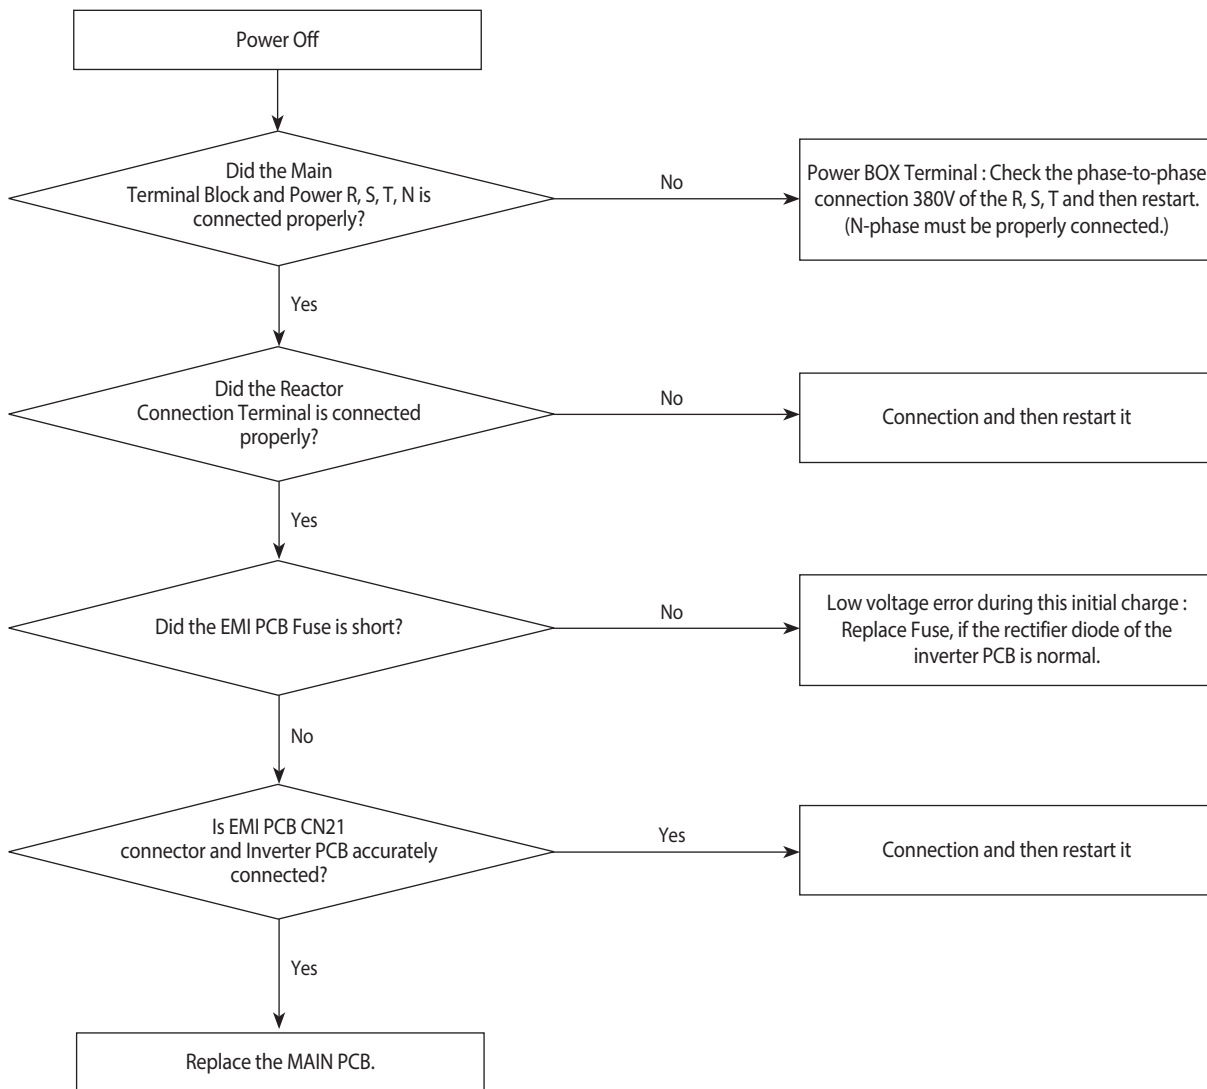 Power Off
Did the Main
Terminal Block and Power R, S, T, N is
connected properly?
No
Power BOX Terminal : Check the phase-to-phase
connection 380V of the R, S, T and then restart.
(N-phase must be properly connected.)
Yes
Did the Reactor
Connection Terminal is connected
properly?
No
Connection and then restart it
Yes
Did the EMI PCB Fuse is short?
No
Low voltage error during this initial charge :
Replace Fuse, if the rectifier diode of the
inverter PCB is normal.
No
Is EMI PCB CN21
connector and Inverter PCB accurately
connected?
Yes
Connection and then restart it
Yes
Replace the MAIN PCB.